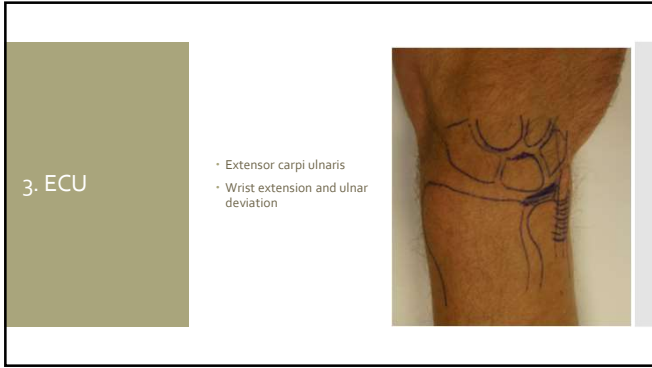 3. ECU
· Extensor carpi ulnaris
· Wrist extension and ulnar
deviation